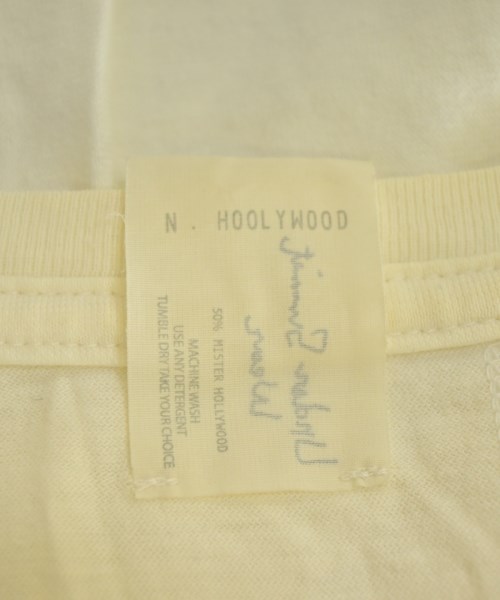 N . HOOLYWOOD
50% MISTER HOLLYWOOD
MACHINE WASH
USE ANY DETERGENT
TUMBLE DRY TAKE YOUR CHOICE